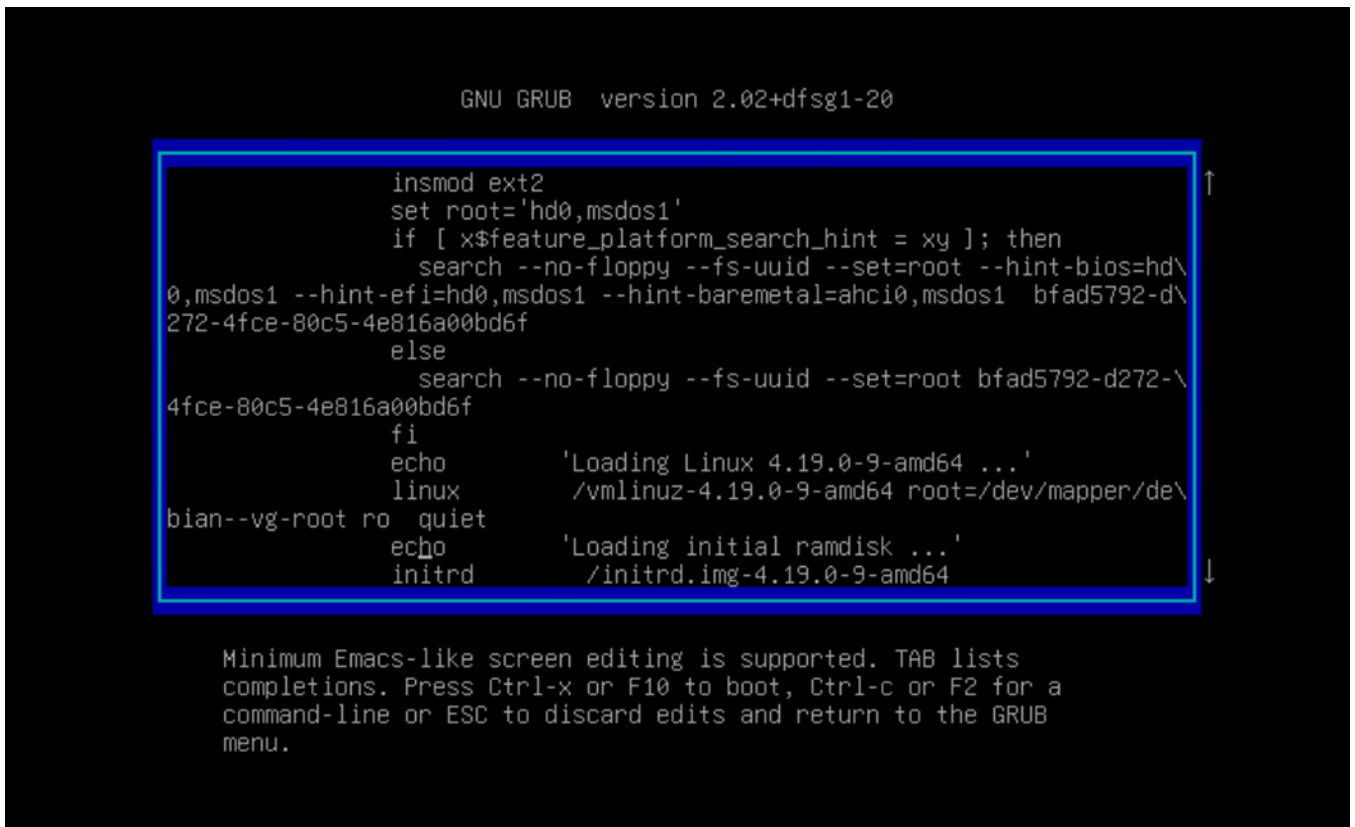 GNU GRUB  version 2.02+dfsg1-20
insmod ext2
set root='hd0,msdos1'
if [ x$feature_platform_search_hint = xy ]; then
search --no-floppy --fs-uuid --set=root --hint-bios=hd\
0,msdos1 --hint-efi=hd0,msdos1 --hint-baremetal=ahci0,msdos1  bfad5792-d\
272-4fce-80c5-4e816a00bd6f
else
search --no-floppy --fs-uuid --set=root bfad5792-d272-\
4fce-80c5-4e816a00bd6f
fi
echo 'Loading Linux 4.19.0-9-amd64 ...'
linux /vmlinuz-4.19.0-9-amd64 root=/dev/mapper/de\
bian--vg-root ro  quiet
echo 'Loading initial ramdisk ...'
initrd /initrd.img-4.19.0-9-amd64
Minimum Emacs-like screen editing is supported. TAB lists
completions. Press Ctrl-x or F10 to boot, Ctrl-c or F2 for a
command-line or ESC to discard edits and return to the GRUB
menu.